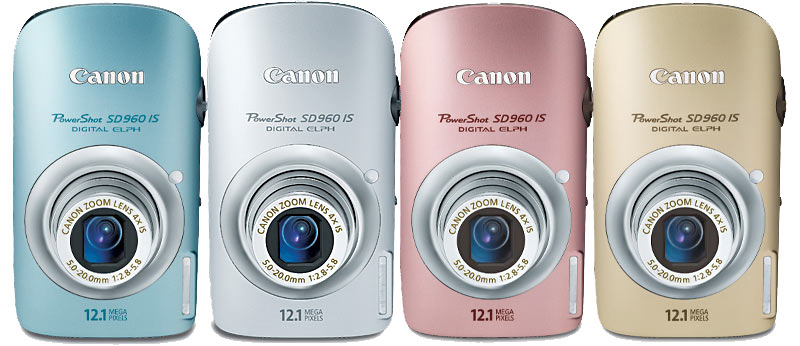 Canon
PowerShot SD960 IS
DIGITAL ELPH
CANON ZOOM LENS 4X IS
5.0-20.0mm 1:2.8-5.8
12.1 MEGA
PIXELS
Canon
PowerShot SD960 IS
DIGITAL ELPH
CANON ZOOM LENS 4X IS
5.0-20.0mm 1:2.8-5.8
12.1 MEGA
PIXELS
Canon
PowerShot SD960 IS
DIGITAL ELPH
CANON ZOOM LENS 4X IS
5.0-20.0mm 1:2.8-5.8
12.1 MEGA
PIXELS
Canon
PowerShot SD960 IS
DIGITAL ELPH
CANON ZOOM LENS 4X IS
5.0-20.0mm 1:2.8-5.8
12.1 MEGA
PIXELS